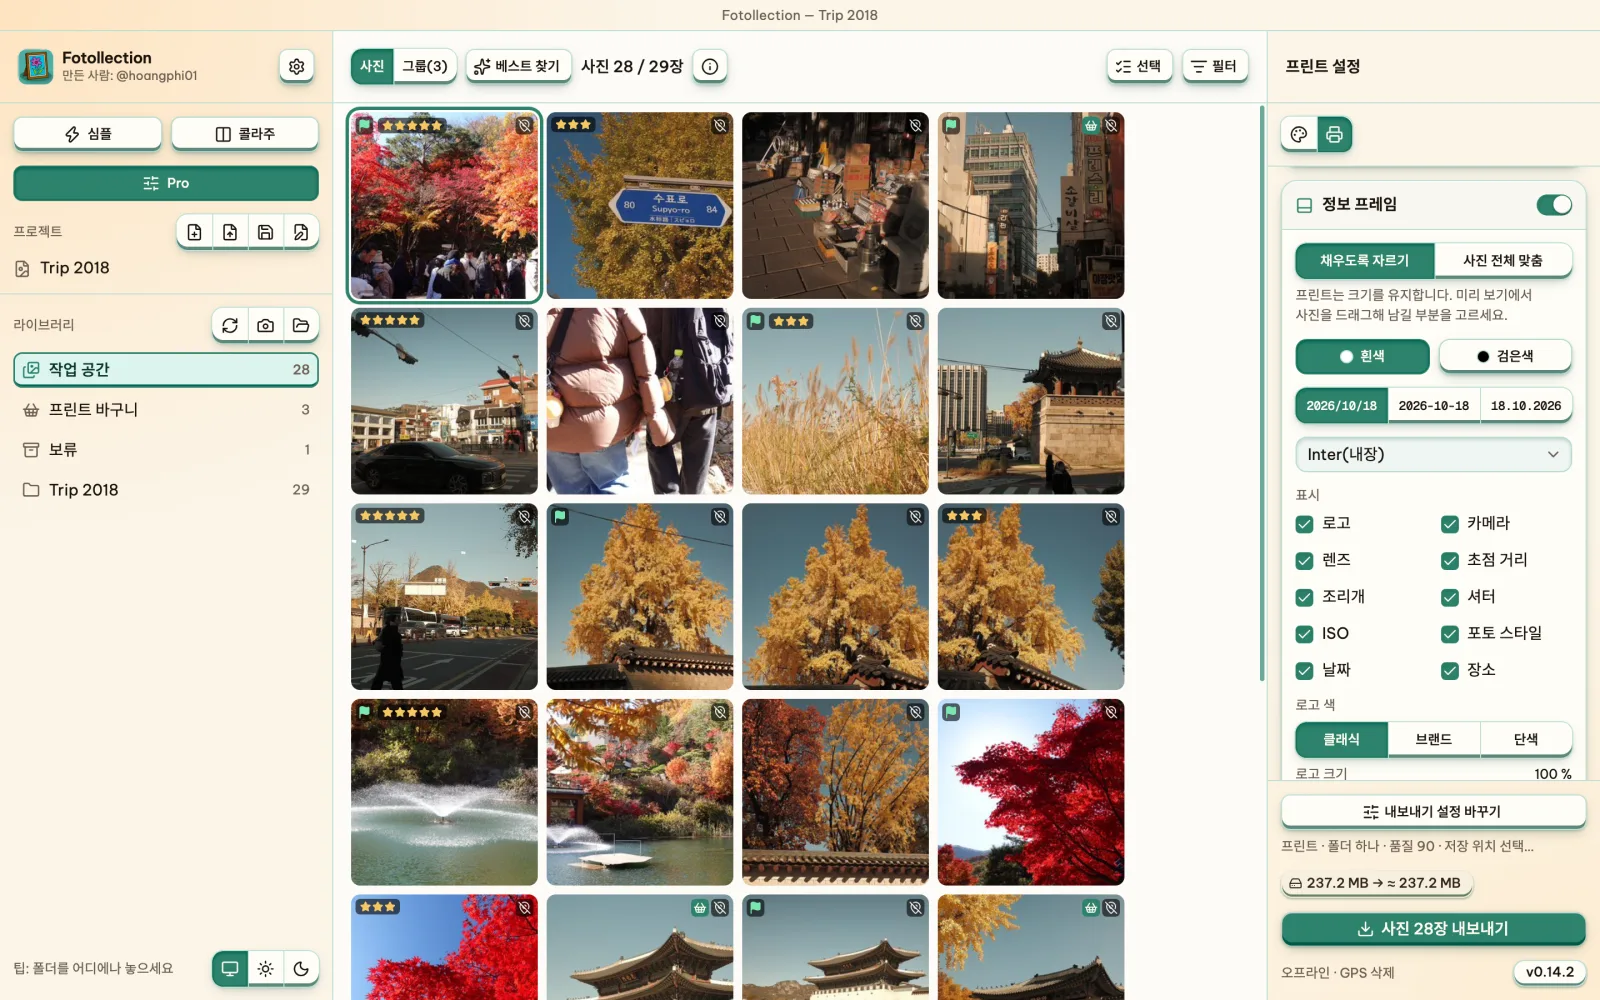 Fotollection — Trip 2018
Fotollection
만든 사람: @hoangphi01
심플
콜라주
Pro
프로젝트
Trip 2018
라이브러리
작업 공간 28
프린트 바구니 3
보류 1
Trip 2018 29
팁: 폴더를 어디에나 놓으세요
사진
그룹(3)
베스트 찾기
사진 28 / 29장
선택
필터
80 수표로 84
Supyo-ro
프린트 설정
정보 프레임
채우도록 자르기
사진 전체 맞춤
프린트는 크기를 유지합니다. 미리 보기에서
사진을 드래그해 남길 부분을 고르세요.
흰색
검은색
2026/10/18
2026-10-18
18.10.2026
Inter(내장)
표시
로고
카메라
렌즈
초점 거리
조리개
셔터
ISO
포토 스타일
날짜
장소
로고 색
클래식
브랜드
단색
로고 크기 100 %
내보내기 설정 바꾸기
프린트 · 폴더 하나 · 품질 90 · 저장 위치 선택...
237.2 MB → ≈ 237.2 MB
사진 28장 내보내기
오프라인 · GPS 삭제
v0.14.2